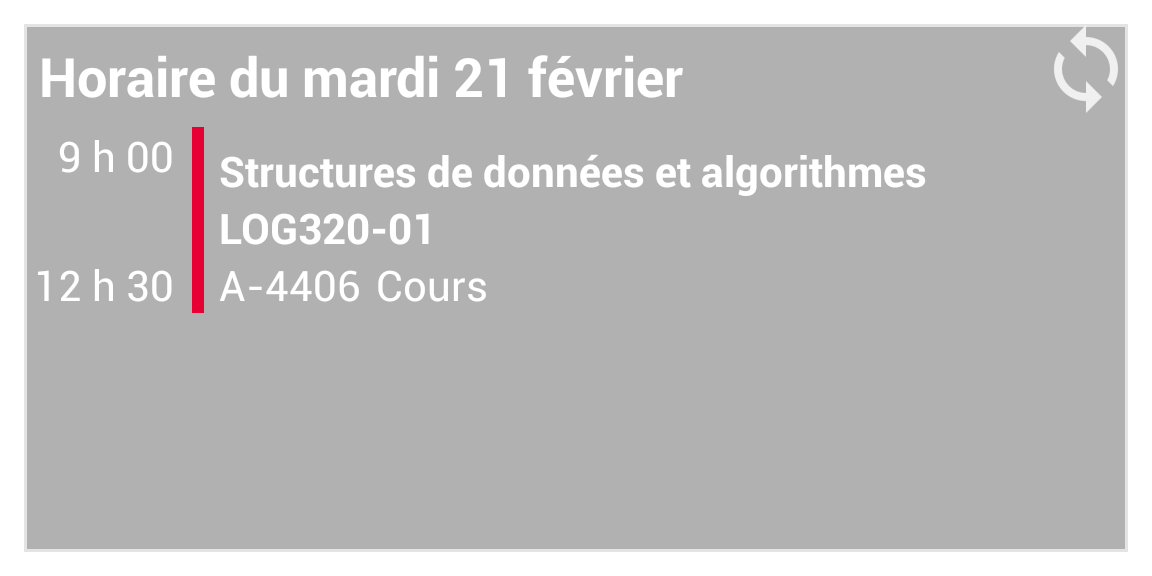 Horaire du mardi 21 février
9 h 00
Structures de données et algorithmes
LOG320-01
12 h 30 A-4406 Cours